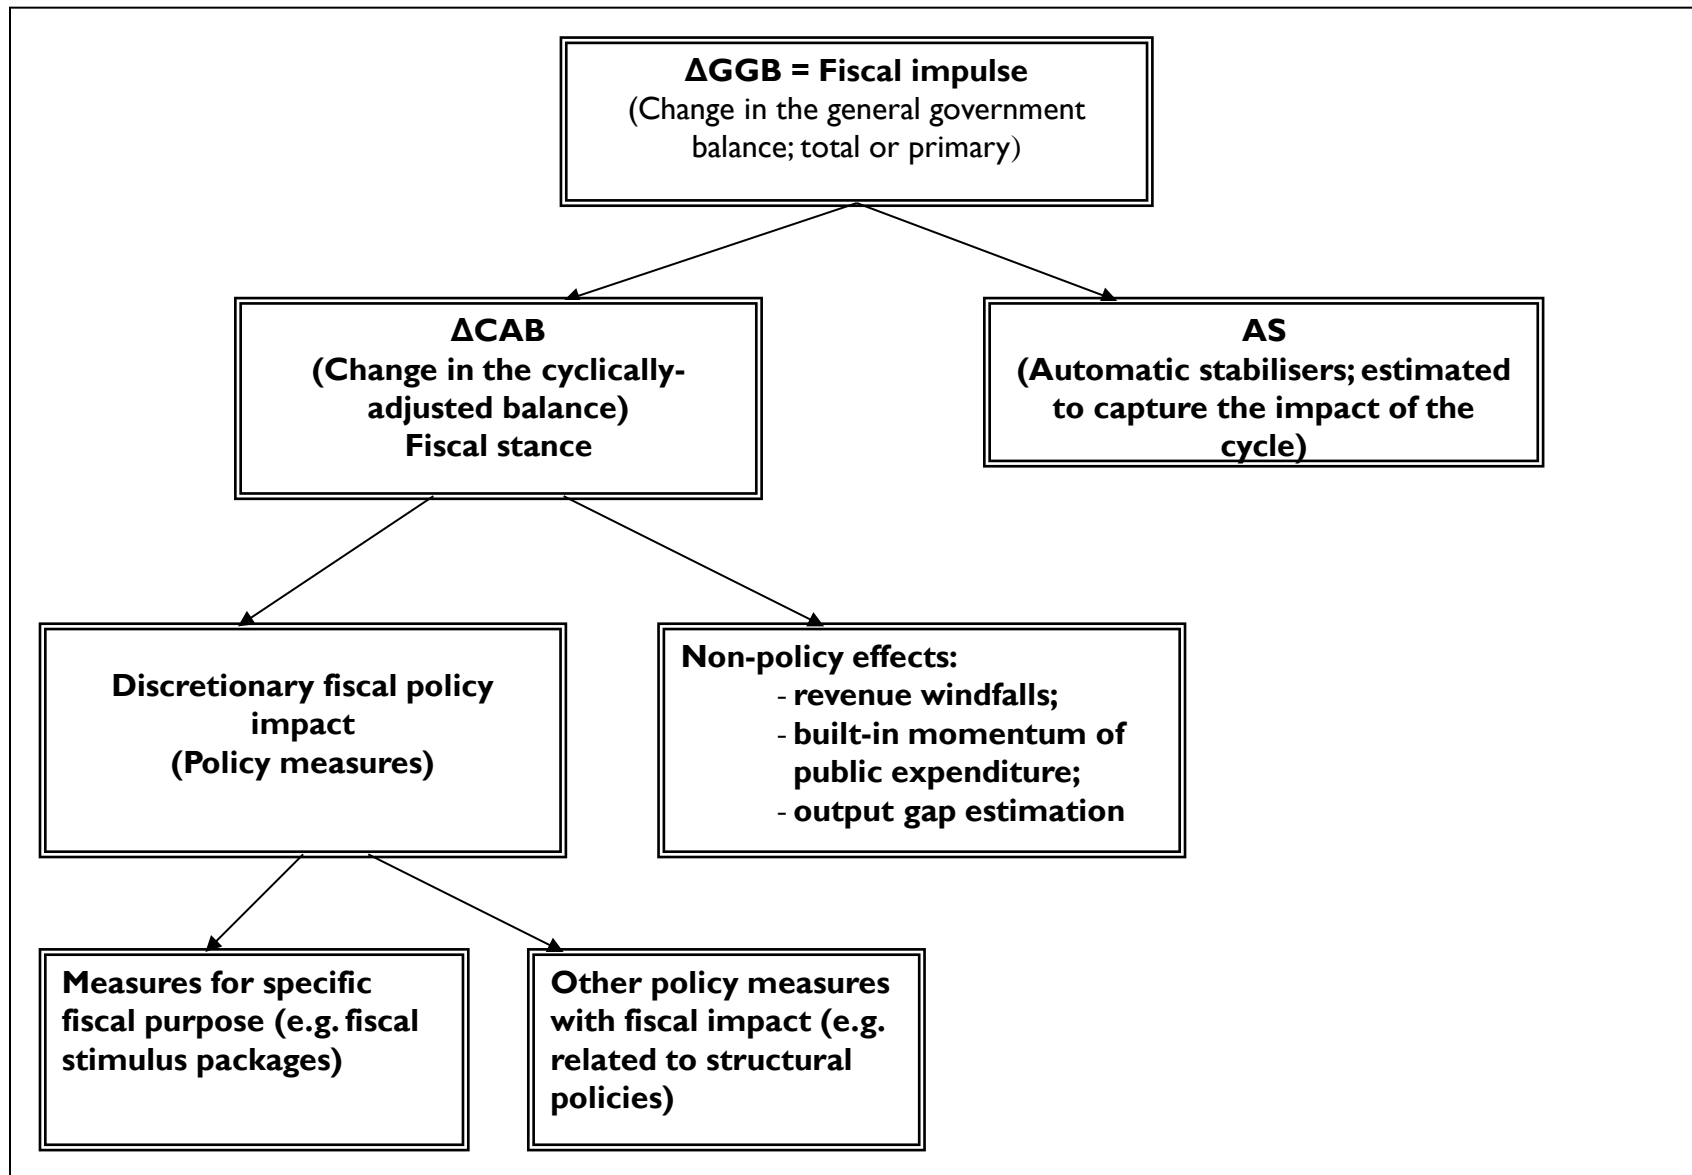 ΔGGB = Fiscal impulse
(Change in the general government
balance; total or primary)
ΔCAB
(Change in the cyclically-
adjusted balance)
Fiscal stance
AS
(Automatic stabilisers; estimated
to capture the impact of the
cycle)
Discretionary fiscal policy
impact
(Policy measures)
Non-policy effects:
- revenue windfalls;
- built-in momentum of
public expenditure;
- output gap estimation
Measures for specific
fiscal purpose (e.g. fiscal
stimulus packages)
Other policy measures
with fiscal impact (e.g.
related to structural
policies)